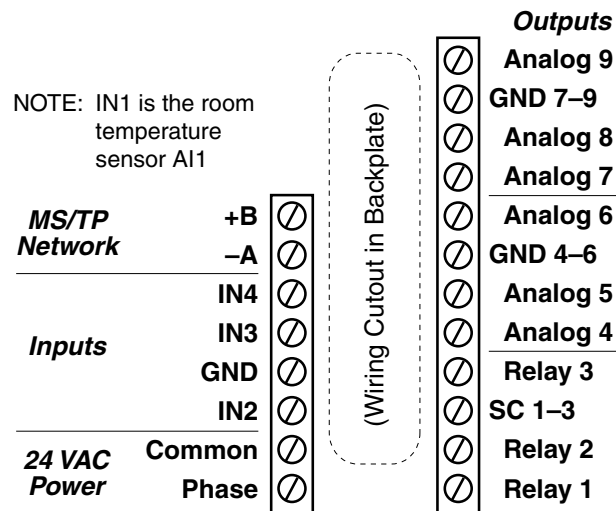 Outputs
NOTE: IN1 is the room
temperature
sensor AI1
MS/TP
Network
+B
–A
Inputs
IN4
IN3
GND
IN2
24 VAC
Power
Common
Phase
(Wiring Cutout in Backplate)
Analog 9
GND 7–9
Analog 8
Analog 7
Analog 6
GND 4–6
Analog 5
Analog 4
Relay 3
SC 1–3
Relay 2
Relay 1